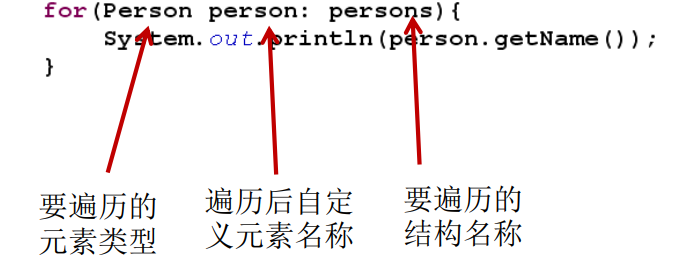 for(Person person: persons){
System.out.println(person.getName());
}
要遍历的
元素类型
遍历后自定
义元素名称
要遍历的
结构名称